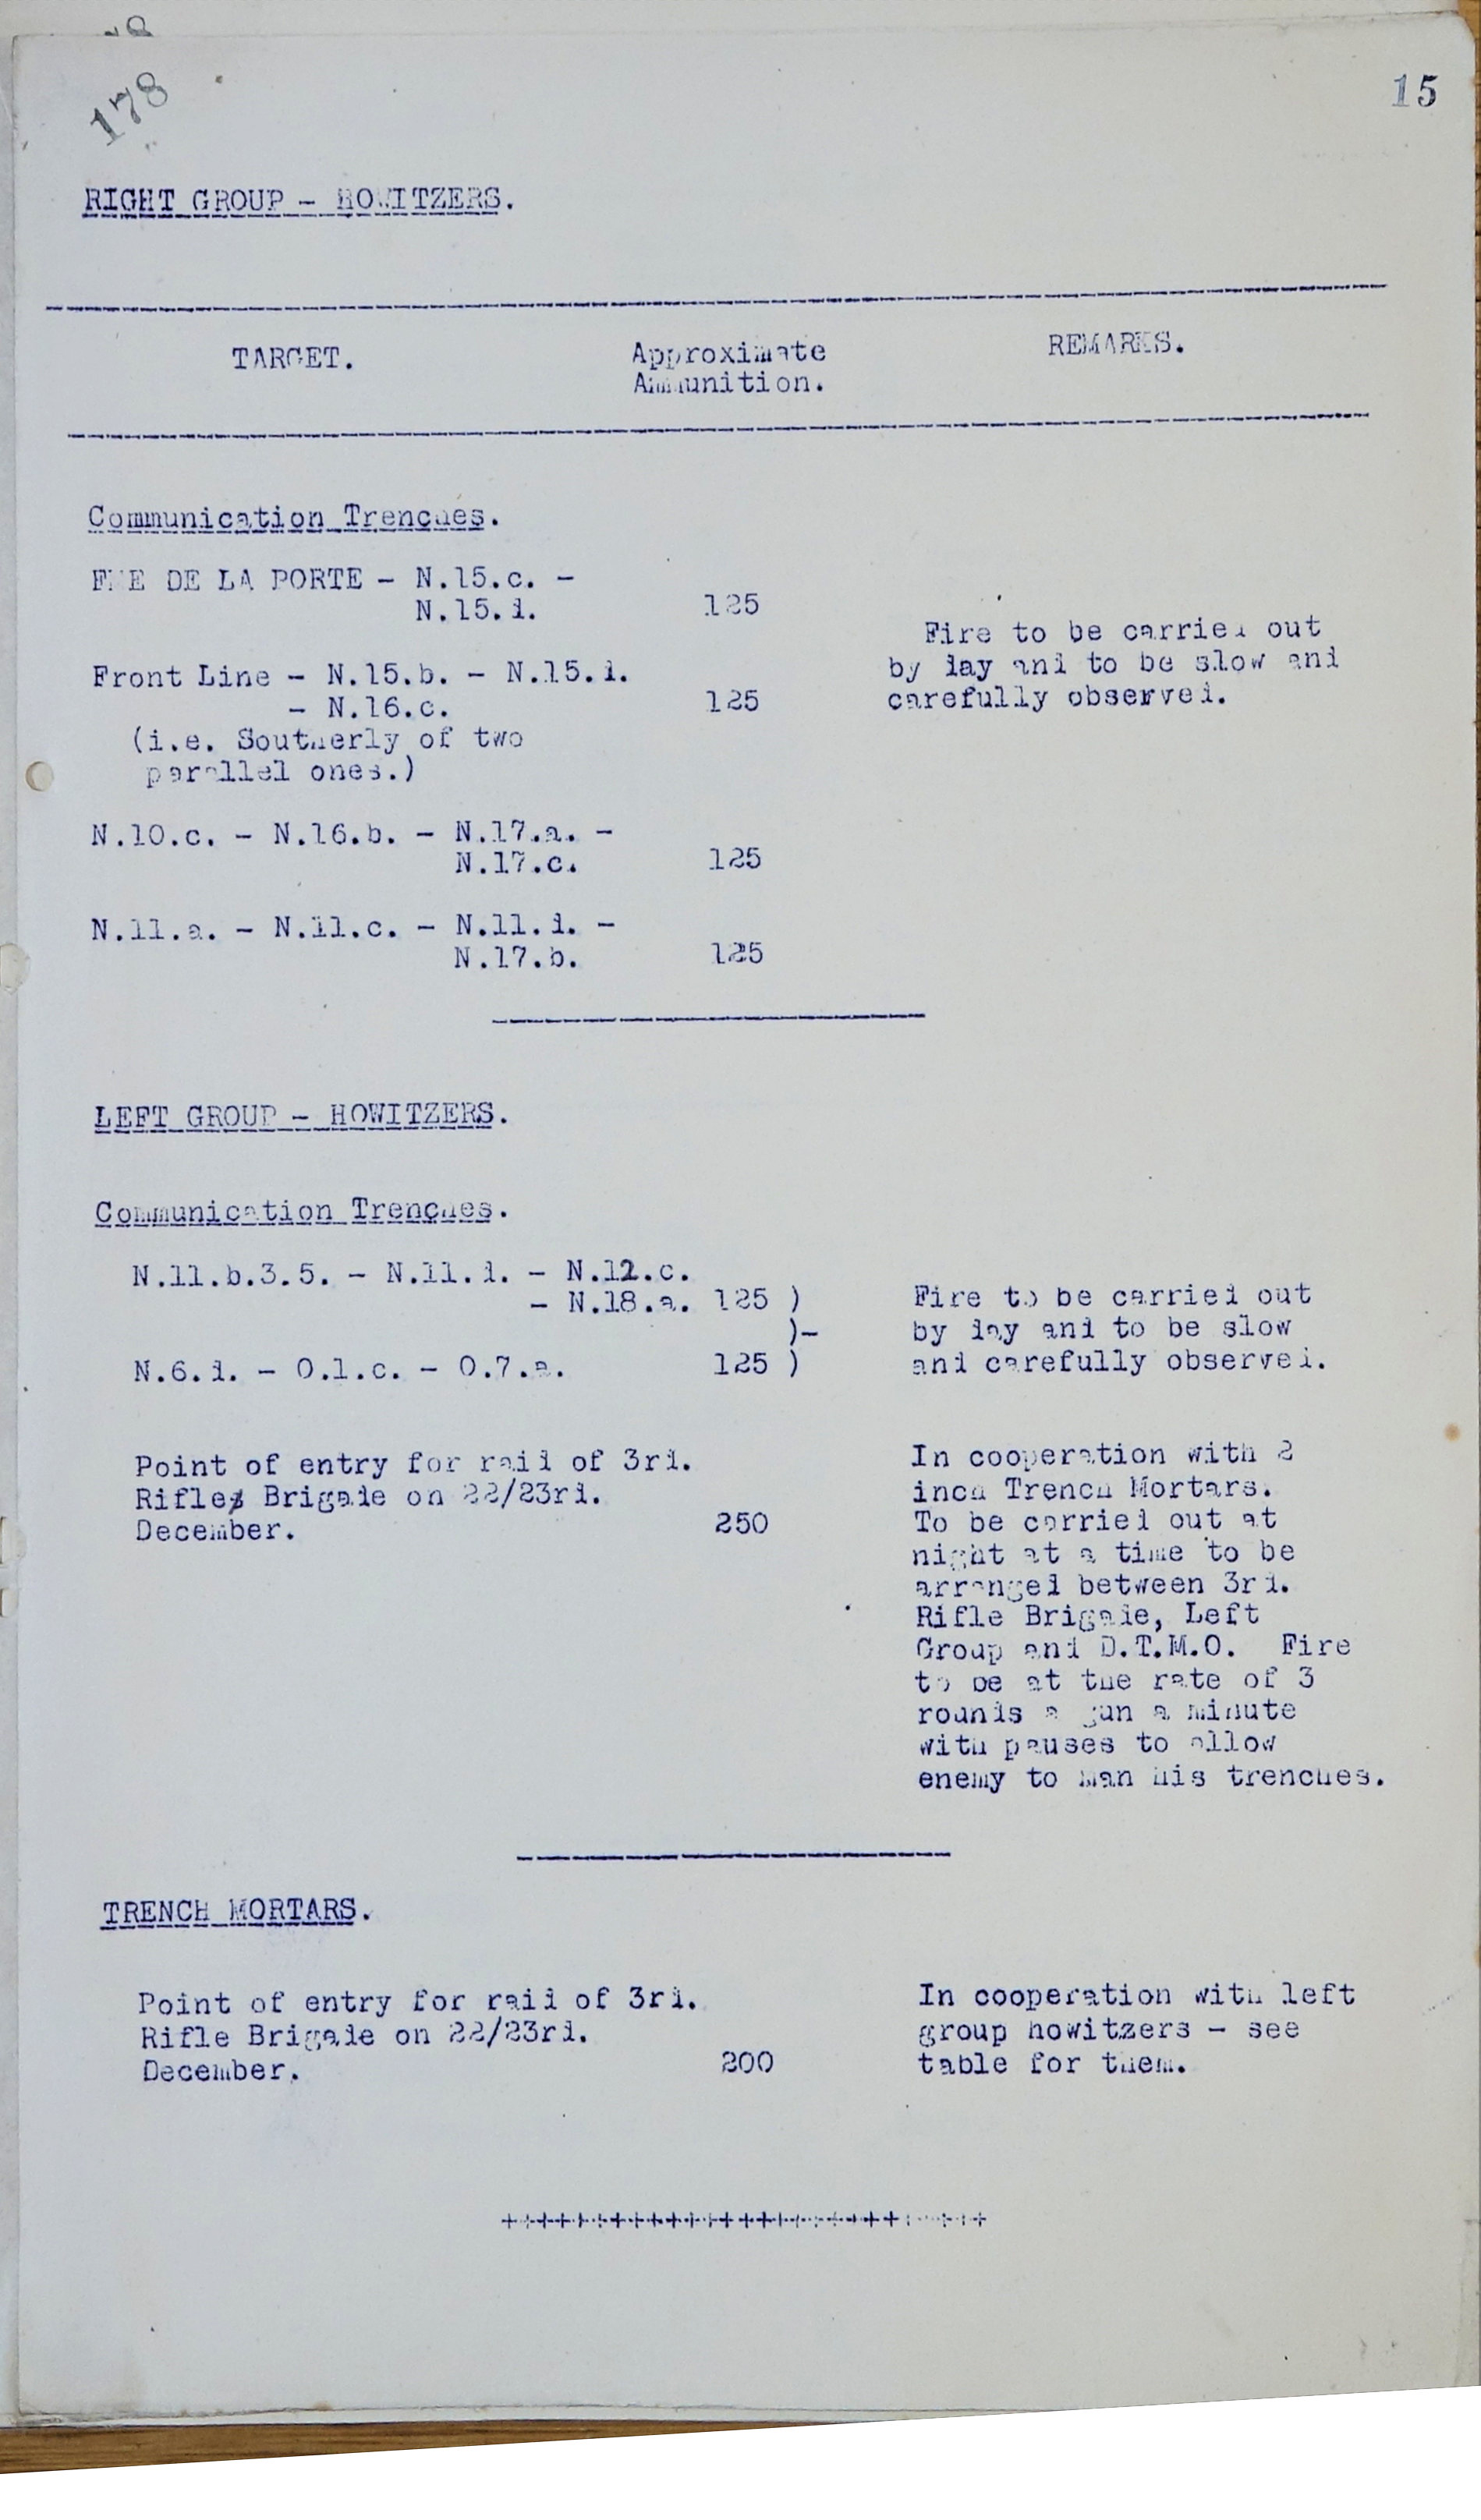 178
15
RIGHT GROUP - HOWITZERS.
TARGET.
Approximate
Ammunition.
REMARKS.
Communication Trenches.
DE LA PORTE - N.15.c. -
N.15.d.
125
Fire to be carried out
by day and to be slow and
carefully observed.
Front Line - N.15.b. - N.15.d.
- N.16.c.
125
(i.e. Southerly of two
parallel ones.)
N.10.c. - N.16.b. - N.17.a. -
N.17.c.
125
N.11.a. - N.11.c. - N.11.d. -
N.17.b.
125
LEFT GROUP - HOWITZERS.
Communication Trenches.
N.11.b.3.5. - N.11.d. - N.12.c.
- N.18.a. 125 )
)-
N.6.d. - O.1.c. - O.7.a. 125 )
Fire to be carried out
by day and to be slow
and carefully observed.
Point of entry for raid of 3rd.
Rifle Brigade on 22/23rd.
December.
250
In cooperation with 2
inch Trench Mortars.
To be carried out at
night at a time to be
arranged between 3rd.
Rifle Brigade, Left
Group and D.T.M.O. Fire
to be at the rate of 3
rounds a gun a minute
with pauses to allow
enemy to man his trenches.
TRENCH MORTARS.
Point of entry for raid of 3rd.
Rifle Brigade on 22/23rd.
December.
200
In cooperation with left
group howitzers - see
table for them.